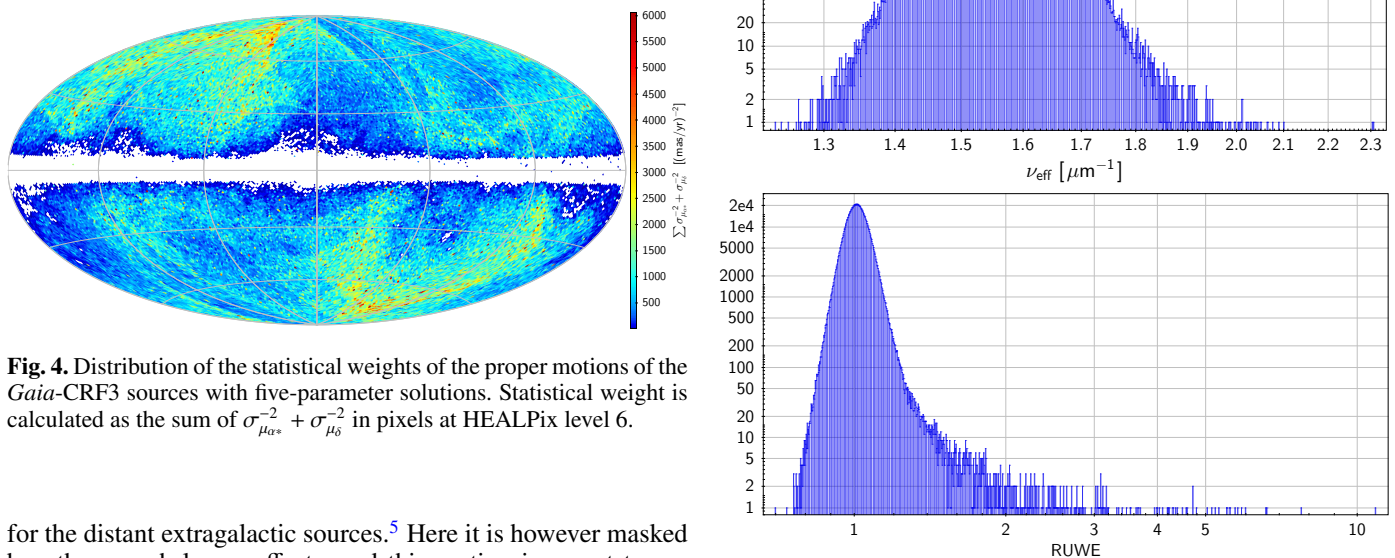 6000
5500
5000
4500
4000
3500
3000
2500
2000
1500
1000
500
∑ σ_{μ_{α*}}^{-2} + σ_{μ_δ}^{-2} [(mas/yr)^{-2}]
Fig. 4. Distribution of the statistical weights of the proper motions of the
Gaia-CRF3 sources with five-parameter solutions. Statistical weight is
calculated as the sum of σ_{μ_{α*}}^{-2} + σ_{μ_δ}^{-2} in pixels at HEALPix level 6.
for the distant extragalactic sources.⁵ Here it is however masked
20
10
5
2
1
1.3 1.4 1.5 1.6 1.7 1.8 1.9 2.0 2.1 2.2 2.3
ν_eff [μm⁻¹]
2e4
1e4
5000
2000
1000
500
200
100
50
20
10
5
2
1
1 2 3 4 5 10
RUWE